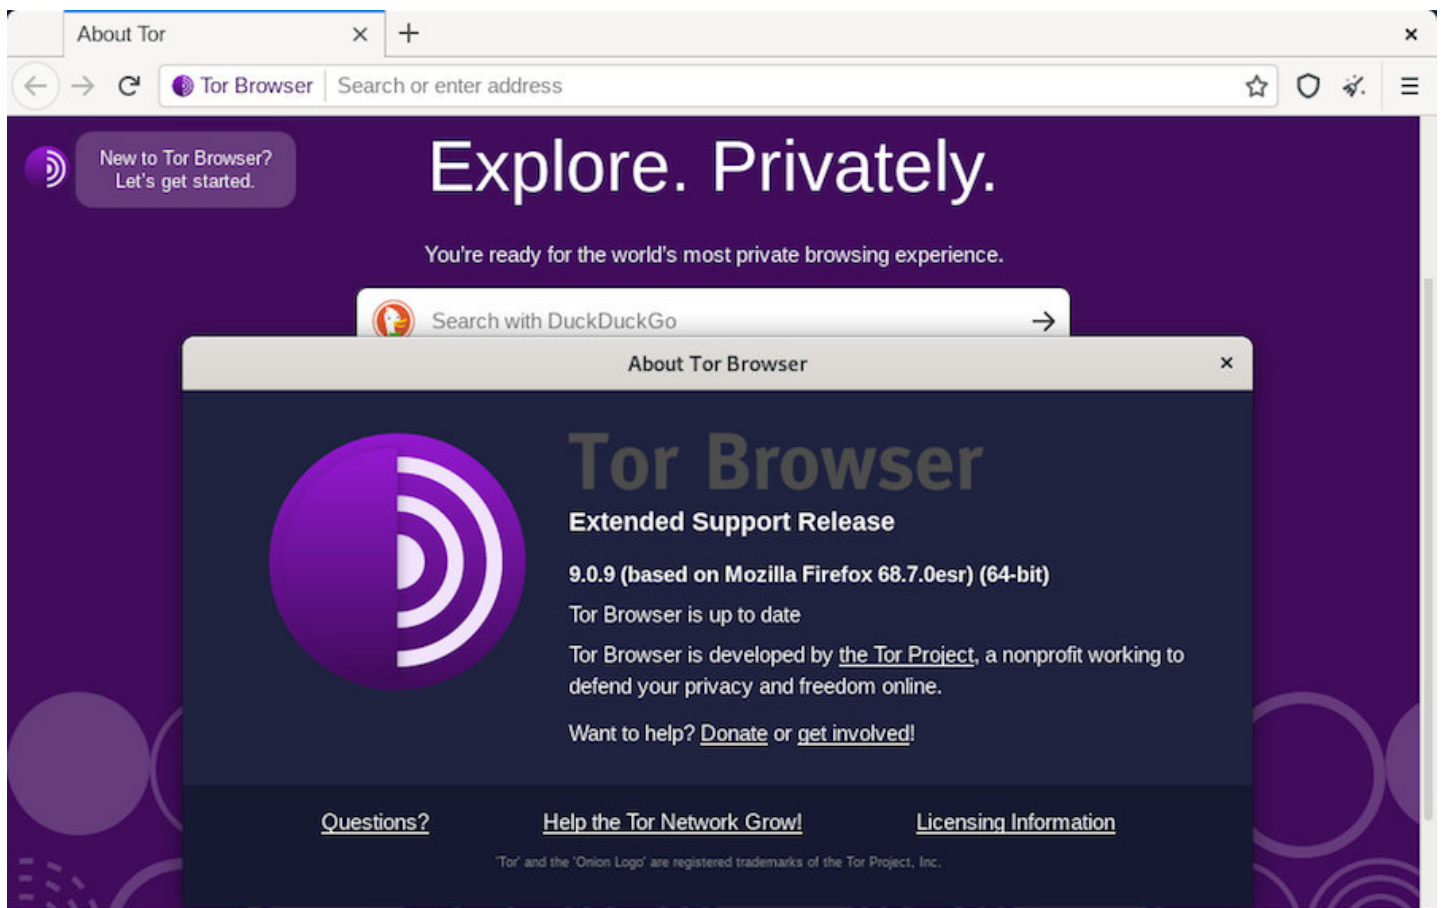 About Tor
Tor Browser
Search or enter address
New to Tor Browser?
Let's get started.
Explore. Privately.
You're ready for the world's most private browsing experience.
Search with DuckDuckGo
About Tor Browser
Tor Browser
Extended Support Release
9.0.9 (based on Mozilla Firefox 68.7.0esr) (64-bit)
Tor Browser is up to date
Tor Browser is developed by the Tor Project, a nonprofit working to
defend your privacy and freedom online.
Want to help? Donate or get involved!
Questions?
Help the Tor Network Grow!
Licensing Information
'Tor' and the 'Onion Logo' are registered trademarks of the Tor Project, Inc.